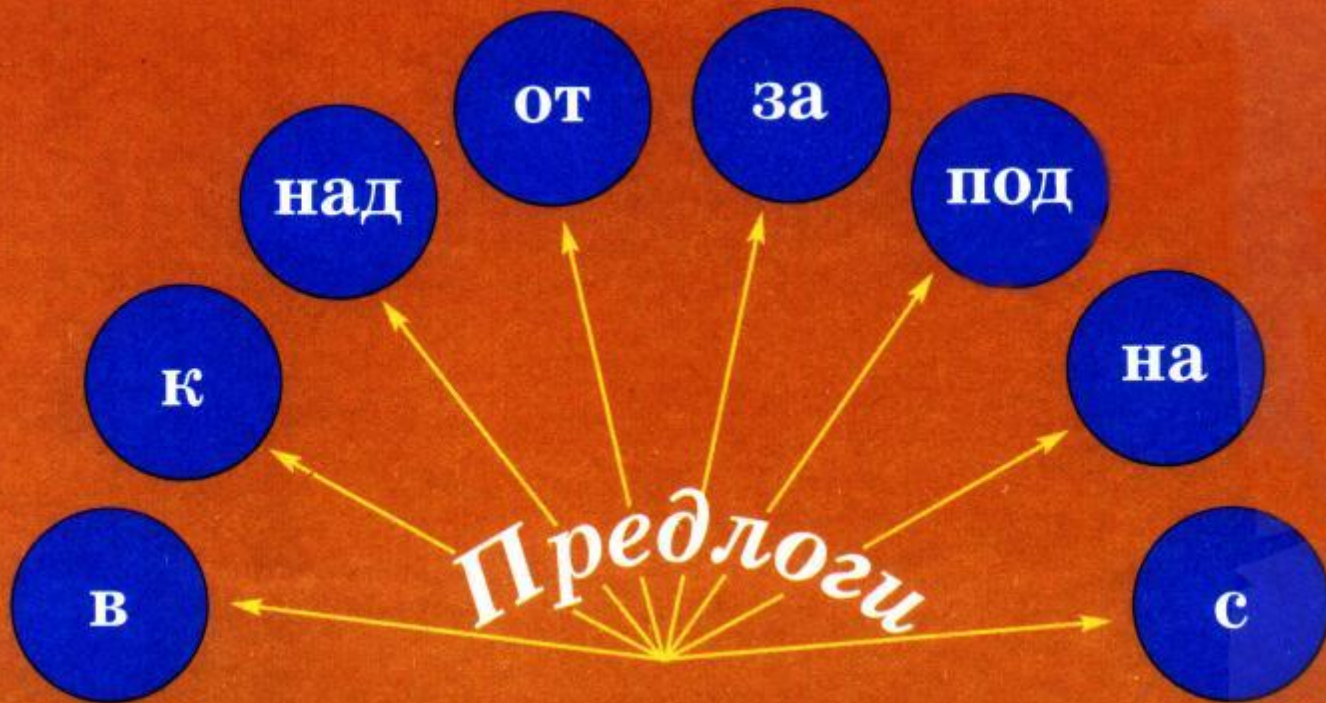 в
к
над
от
за
под
на
с
Предлоги